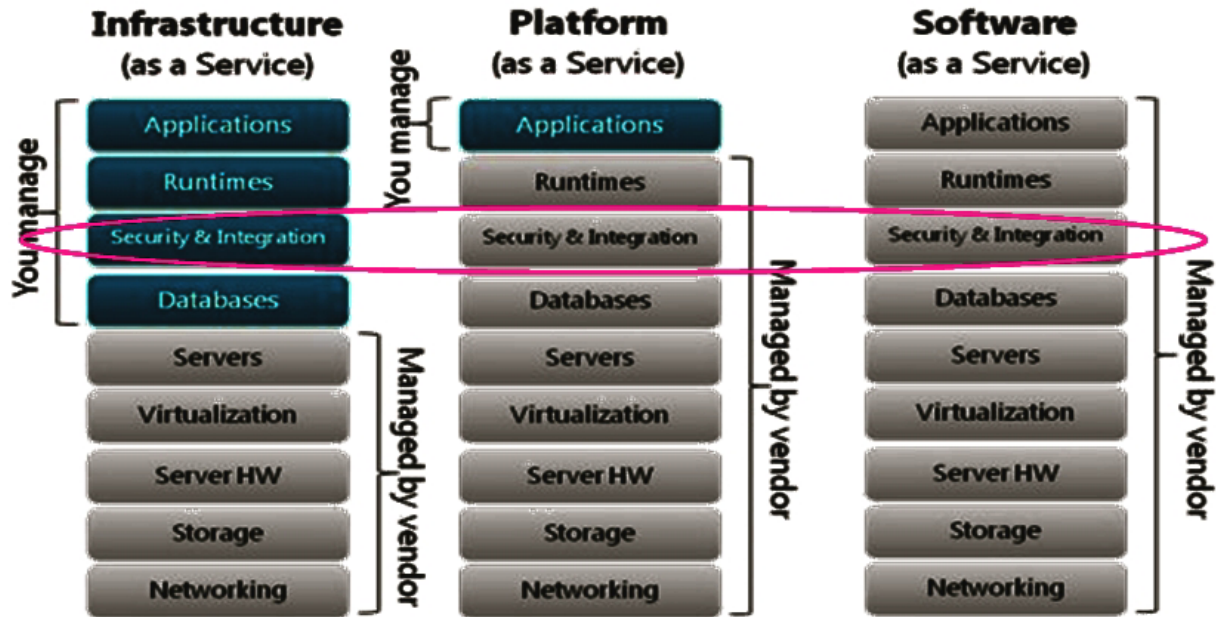 Infrastructure
(as a Service)
You manage
Applications
Runtimes
Security & Integration
Databases
Servers
Virtualization
Server HW
Storage
Networking
Managed by vendor
Platform
(as a Service)
You manage
Applications
Runtimes
Security & Integration
Databases
Servers
Virtualization
Server HW
Storage
Networking
Managed by vendor
Software
(as a Service)
Applications
Runtimes
Security & Integration
Databases
Servers
Virtualization
Server HW
Storage
Networking
Managed by vendor